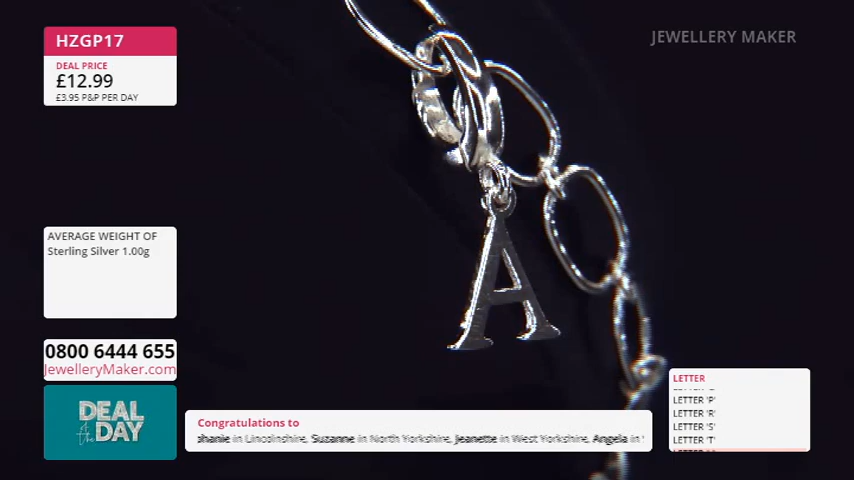 HZGP17
DEAL PRICE
£12.99
£3.95 P&P PER DAY
JEWELLERY MAKER
A
AVERAGE WEIGHT OF
Sterling Silver 1.00g
0800 6444 655
JewelleryMaker.com
DEAL
of the
DAY
Congratulations to
in Lincolnshire, Suzanne in North Yorkshire, Jeanette in West Yorkshire, Angela in
LETTER
LETTER 'P'
LETTER 'R'
LETTER 'S'
LETTER 'T'